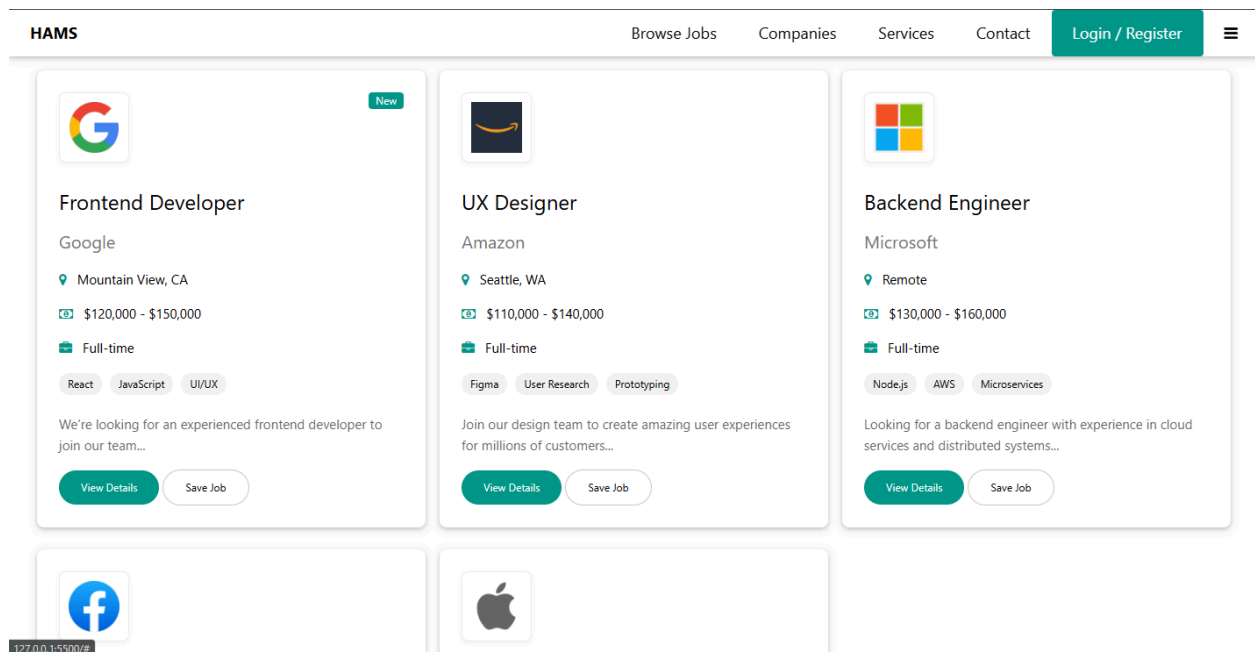 HAMS
Browse Jobs Companies Services Contact Login / Register
New
Frontend Developer
Google
Mountain View, CA
$120,000 - $150,000
Full-time
React JavaScript UI/UX
We're looking for an experienced frontend developer to
join our team...
View Details Save Job
UX Designer
Amazon
Seattle, WA
$110,000 - $140,000
Full-time
Figma User Research Prototyping
Join our design team to create amazing user experiences
for millions of customers...
View Details Save Job
Backend Engineer
Microsoft
Remote
$130,000 - $160,000
Full-time
Node.js AWS Microservices
Looking for a backend engineer with experience in cloud
services and distributed systems...
View Details Save Job
127.0.0.1:5500/#